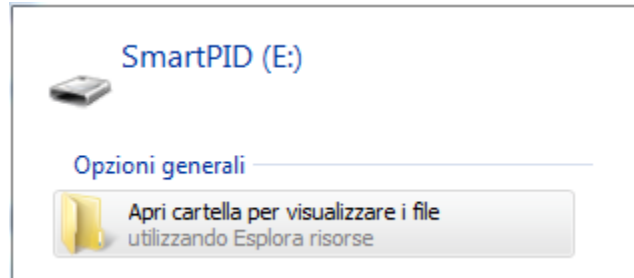 SmartPID (E:)
Opzioni generali
Apri cartella per visualizzare i file
utilizzando Esplora risorse